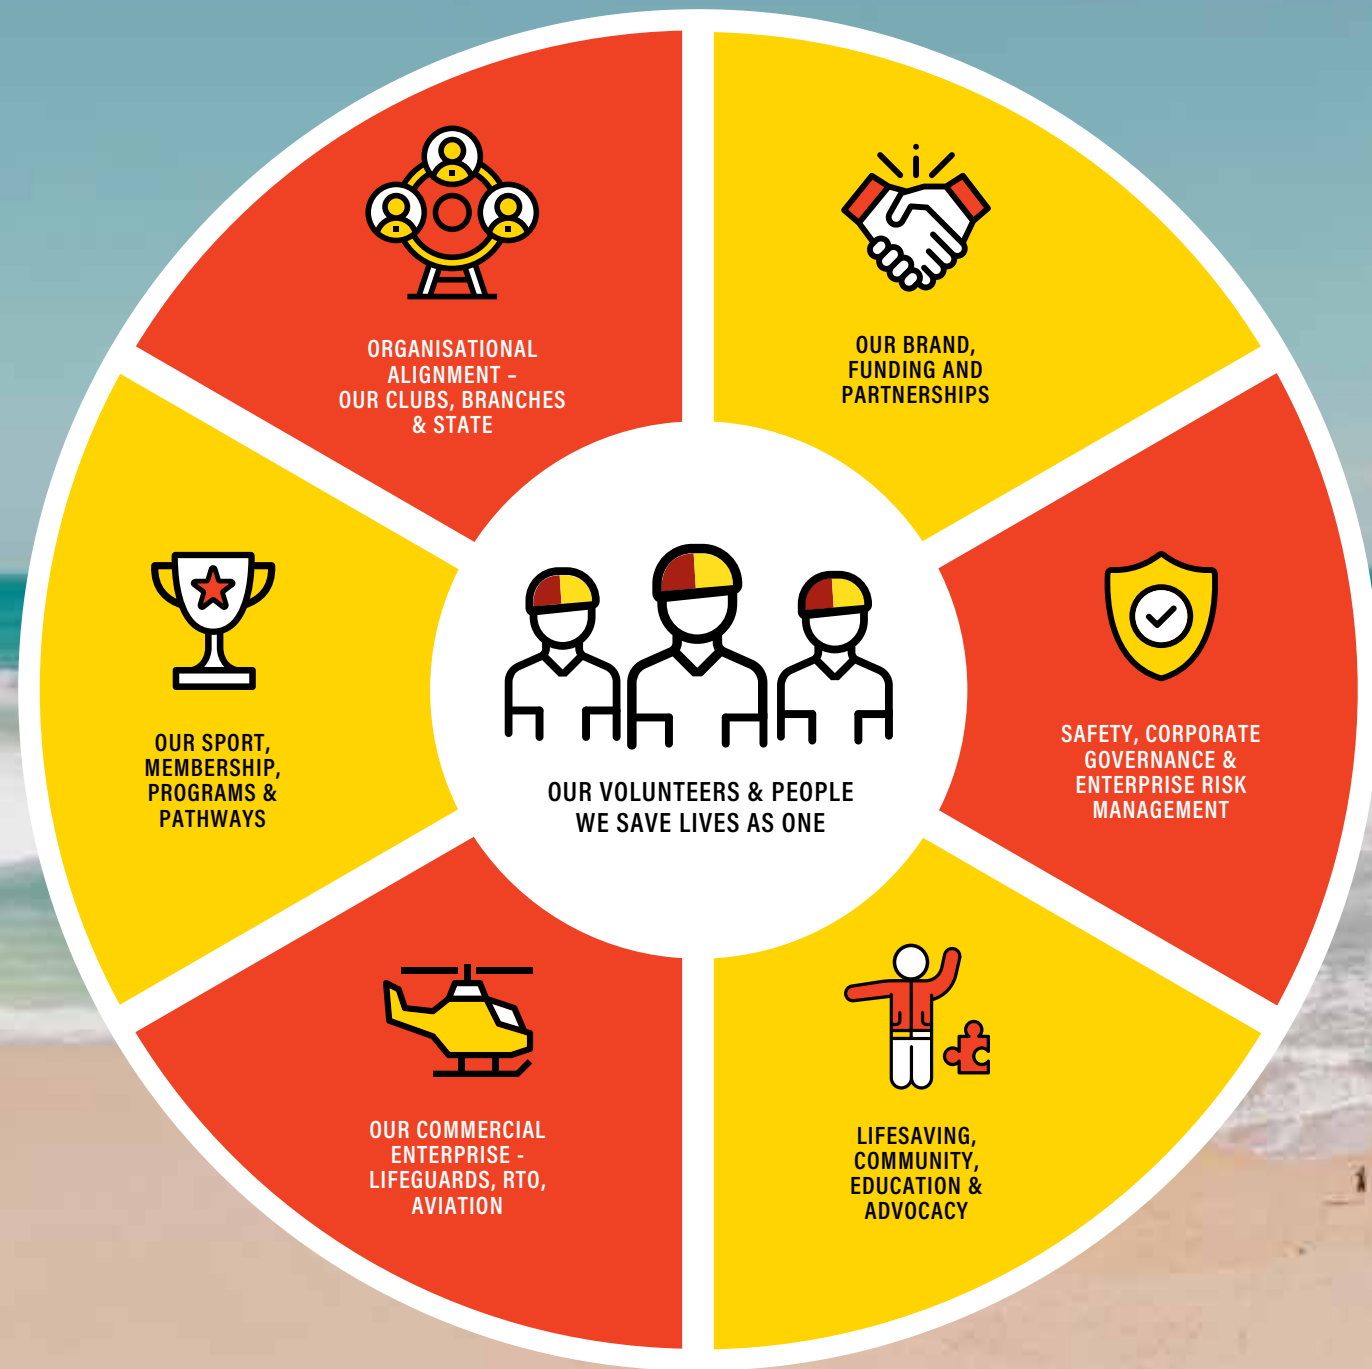 ORGANISATIONAL
ALIGNMENT –
OUR CLUBS, BRANCHES
& STATE
OUR BRAND,
FUNDING AND
PARTNERSHIPS
OUR SPORT,
MEMBERSHIP,
PROGRAMS &
PATHWAYS
OUR VOLUNTEERS & PEOPLE
WE SAVE LIVES AS ONE
SAFETY, CORPORATE
GOVERNANCE &
ENTERPRISE RISK
MANAGEMENT
OUR COMMERCIAL
ENTERPRISE -
LIFEGUARDS, RTO,
AVIATION
LIFESAVING,
COMMUNITY,
EDUCATION &
ADVOCACY